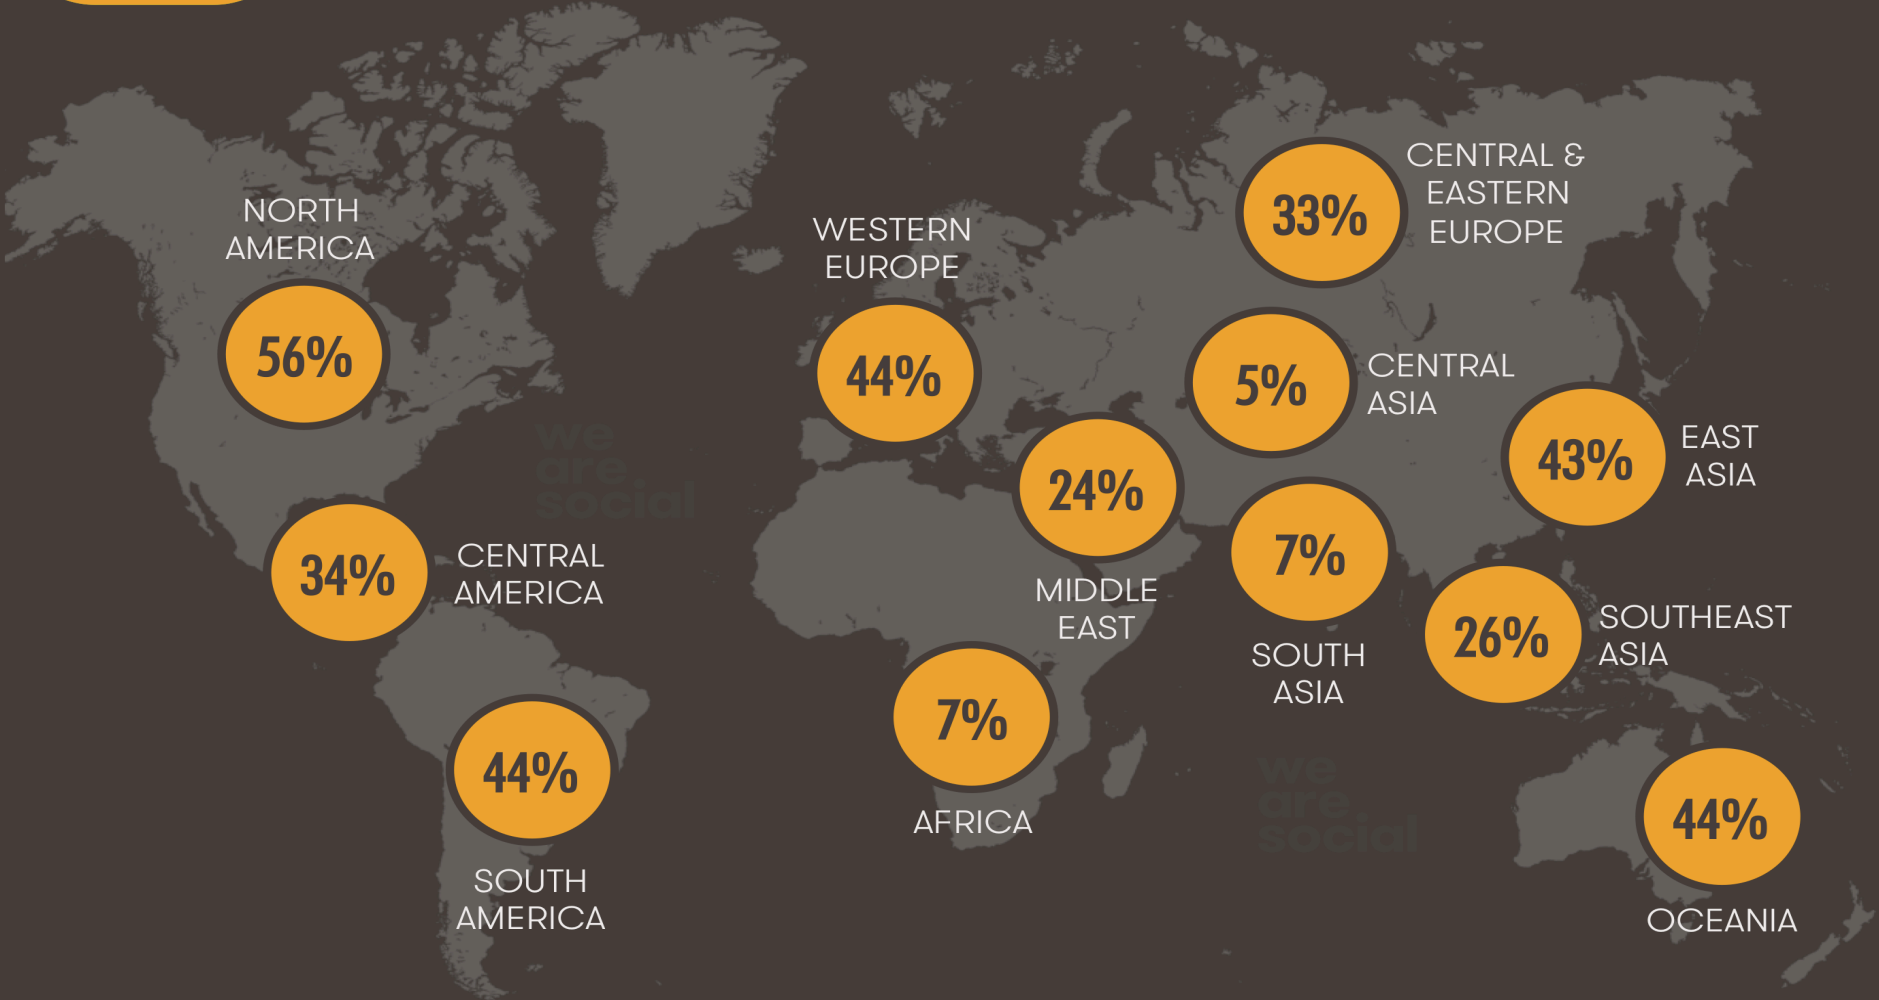 NORTH
AMERICA
56%
CENTRAL
AMERICA
34%
SOUTH
AMERICA
44%
WESTERN
EUROPE
44%
CENTRAL &
EASTERN
EUROPE
33%
CENTRAL
ASIA
5%
EAST
ASIA
43%
MIDDLE
EAST
24%
SOUTH
ASIA
7%
SOUTHEAST
ASIA
26%
AFRICA
7%
OCEANIA
44%
we
are
social
we
are
social